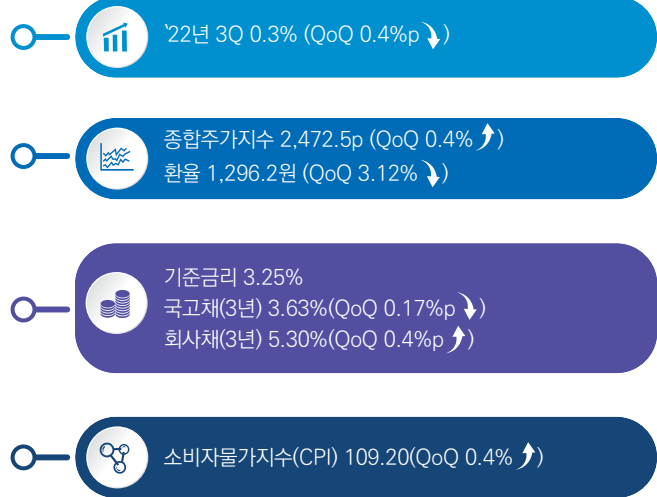 '22년 3Q 0.3% (QoQ 0.4%p )
종합주가지수 2,472.5p (QoQ 0.4% )
환율 1,296.2원 (QoQ 3.12% )
기준금리 3.25%
국고채(3년) 3.63%(QoQ 0.17%p )
회사채(3년) 5.30%(QoQ 0.4%p )
소비자물가지수(CPI) 109.20(QoQ 0.4% )